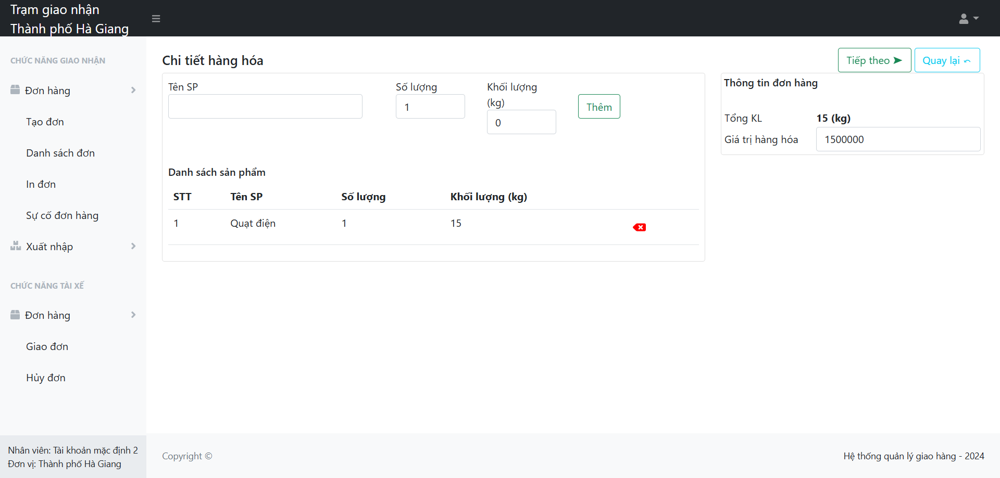 Trạm giao nhận
Thành phố Hà Giang
CHỨC NĂNG GIAO NHẬN
Đơn hàng
Tạo đơn
Danh sách đơn
In đơn
Sự cố đơn hàng
Xuất nhập
CHỨC NĂNG TÀI XẾ
Đơn hàng
Giao đơn
Hủy đơn
Nhân viên: Tài khoản mặc định 2
Đơn vị: Thành phố Hà Giang
Chi tiết hàng hóa
Tiếp theo
Quay lại
Tên SP
Số lượng
1
Khối lượng
(kg)
0
Thêm
Danh sách sản phẩm
STT Tên SP Số lượng Khối lượng (kg)
1 Quạt điện 1 15
Thông tin đơn hàng
Tổng KL 15 (kg)
Giá trị hàng hóa 1500000
Copyright ©
Hệ thống quản lý giao hàng - 2024